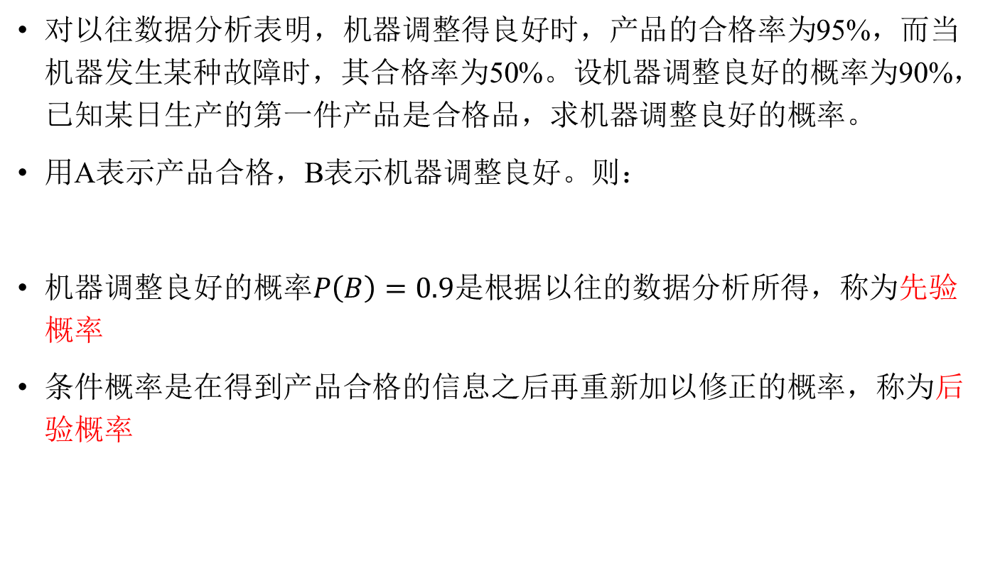 • 对以往数据分析表明，机器调整得良好时，产品的合格率为95%，而当
机器发生某种故障时，其合格率为50%。设机器调整良好的概率为90%，
已知某日生产的第一件产品是合格品，求机器调整良好的概率。
• 用A表示产品合格，B表示机器调整良好。则：
• 机器调整良好的概率𝑃(𝐵) = 0.9是根据以往的数据分析所得，称为先验
概率
• 条件概率是在得到产品合格的信息之后再重新加以修正的概率，称为后
验概率